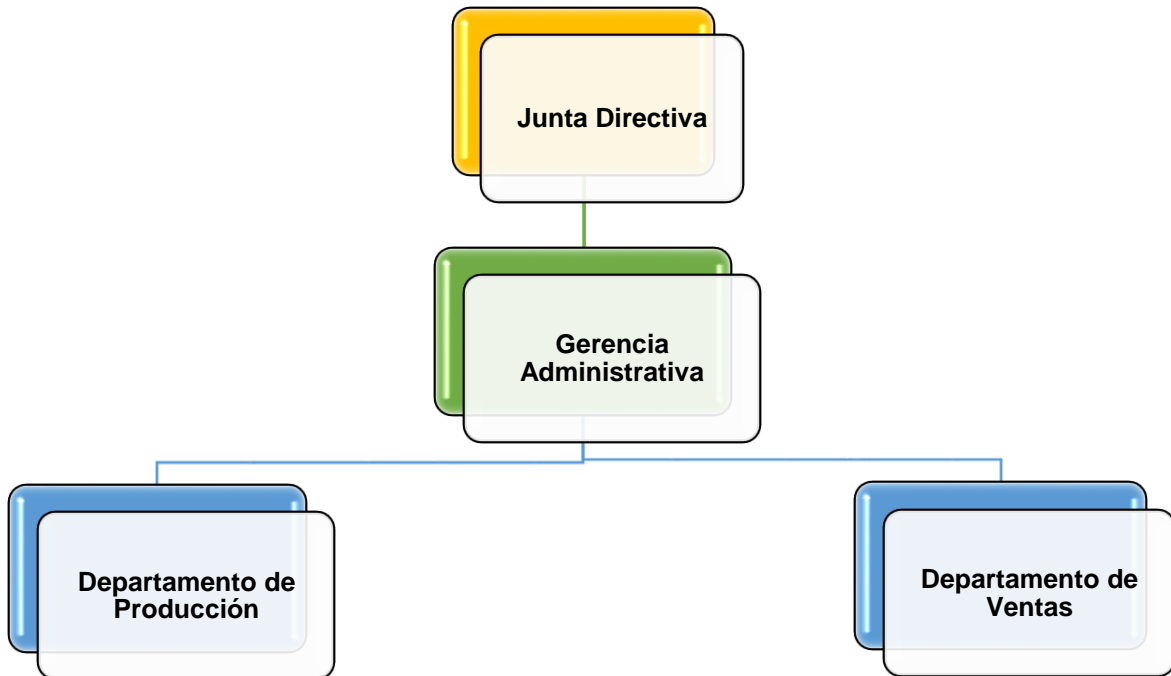 Junta Directiva
Gerencia
Administrativa
Departamento de
Producción
Departamento de
Ventas